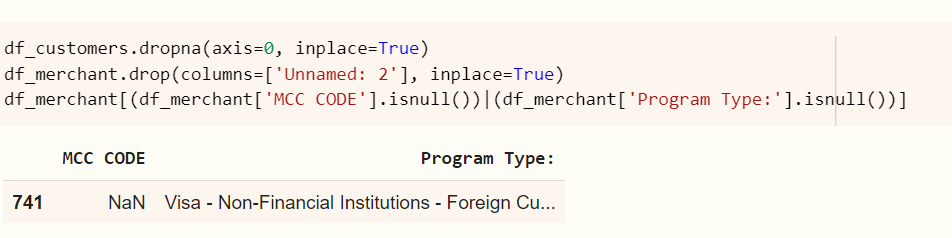 df_customers.dropna(axis=0, inplace=True)
df_merchant.drop(columns=['Unnamed: 2'], inplace=True)
df_merchant[(df_merchant['MCC CODE'].isnull())|(df_merchant['Program Type:'].isnull())]
MCC CODE Program Type:
741 NaN Visa - Non-Financial Institutions - Foreign Cu...